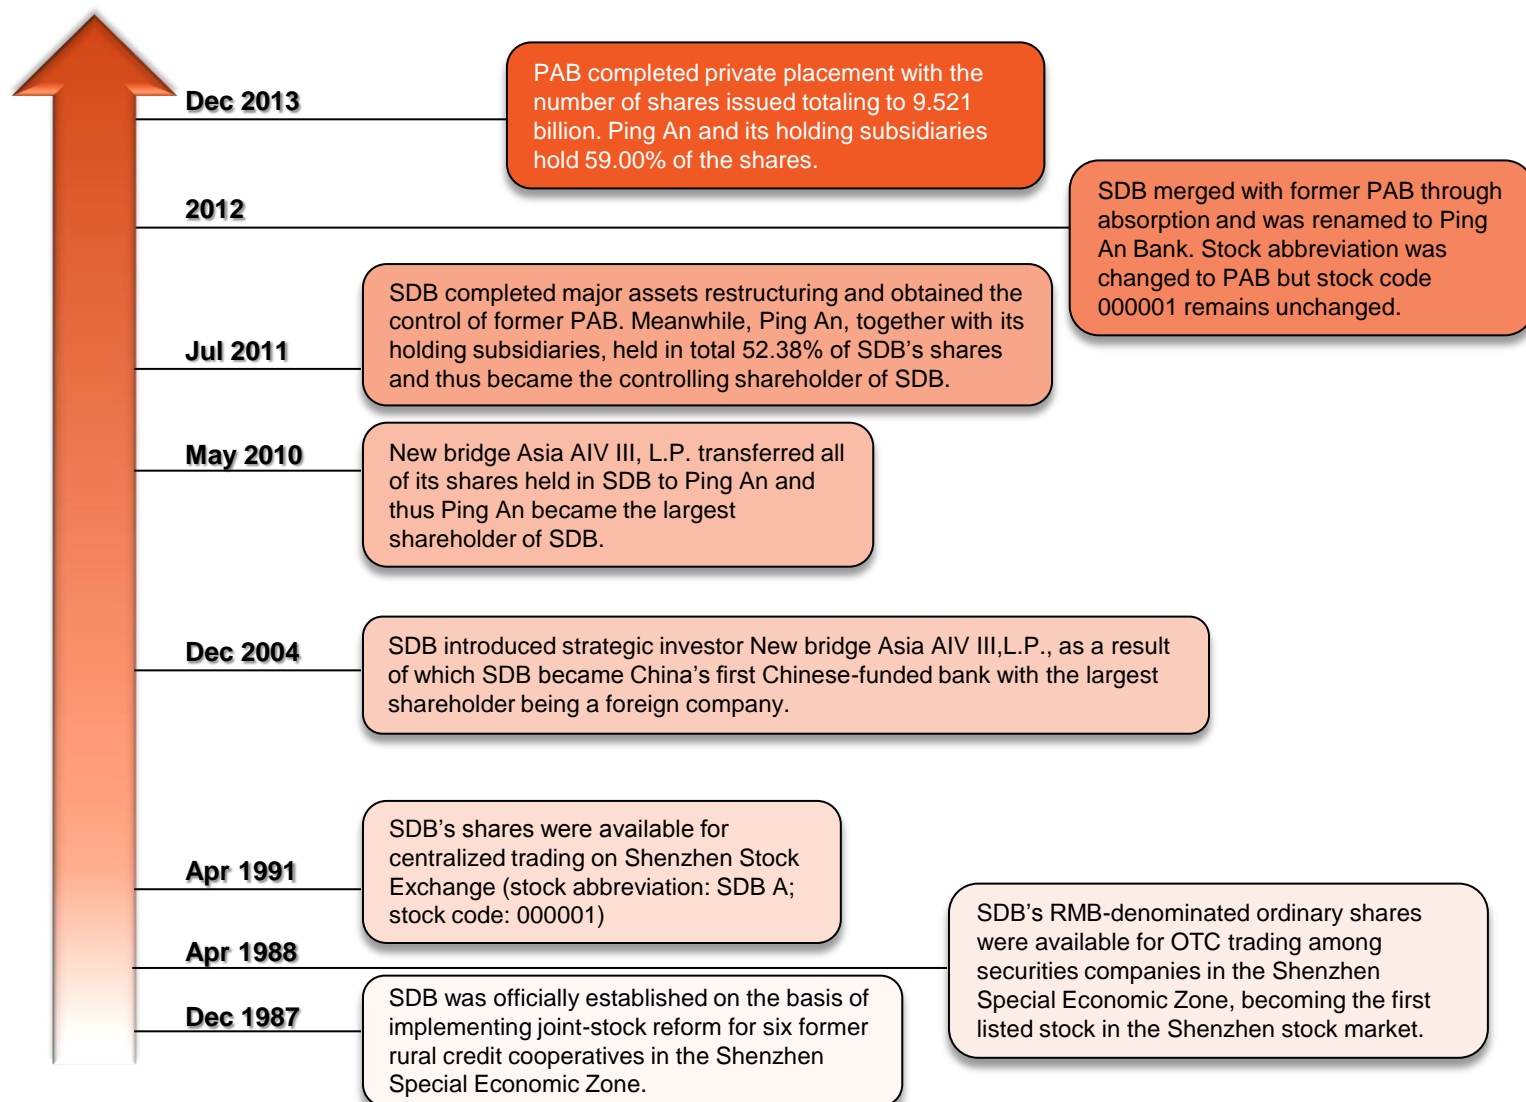 Dec 2013
PAB completed private placement with the
number of shares issued totaling to 9.521
billion. Ping An and its holding subsidiaries
hold 59.00% of the shares.
2012
SDB merged with former PAB through
absorption and was renamed to Ping
An Bank. Stock abbreviation was
changed to PAB but stock code
000001 remains unchanged.
Jul 2011
SDB completed major assets restructuring and obtained the
control of former PAB. Meanwhile, Ping An, together with its
holding subsidiaries, held in total 52.38% of SDB’s shares
and thus became the controlling shareholder of SDB.
May 2010
New bridge Asia AIV III, L.P. transferred all
of its shares held in SDB to Ping An and
thus Ping An became the largest
shareholder of SDB.
Dec 2004
SDB introduced strategic investor New bridge Asia AIV III,L.P., as a result
of which SDB became China’s first Chinese-funded bank with the largest
shareholder being a foreign company.
Apr 1991
SDB’s shares were available for
centralized trading on Shenzhen Stock
Exchange (stock abbreviation: SDB A;
stock code: 000001)
Apr 1988
SDB’s RMB-denominated ordinary shares
were available for OTC trading among
securities companies in the Shenzhen
Special Economic Zone, becoming the first
listed stock in the Shenzhen stock market.
Dec 1987
SDB was officially established on the basis of
implementing joint-stock reform for six former
rural credit cooperatives in the Shenzhen
Special Economic Zone.